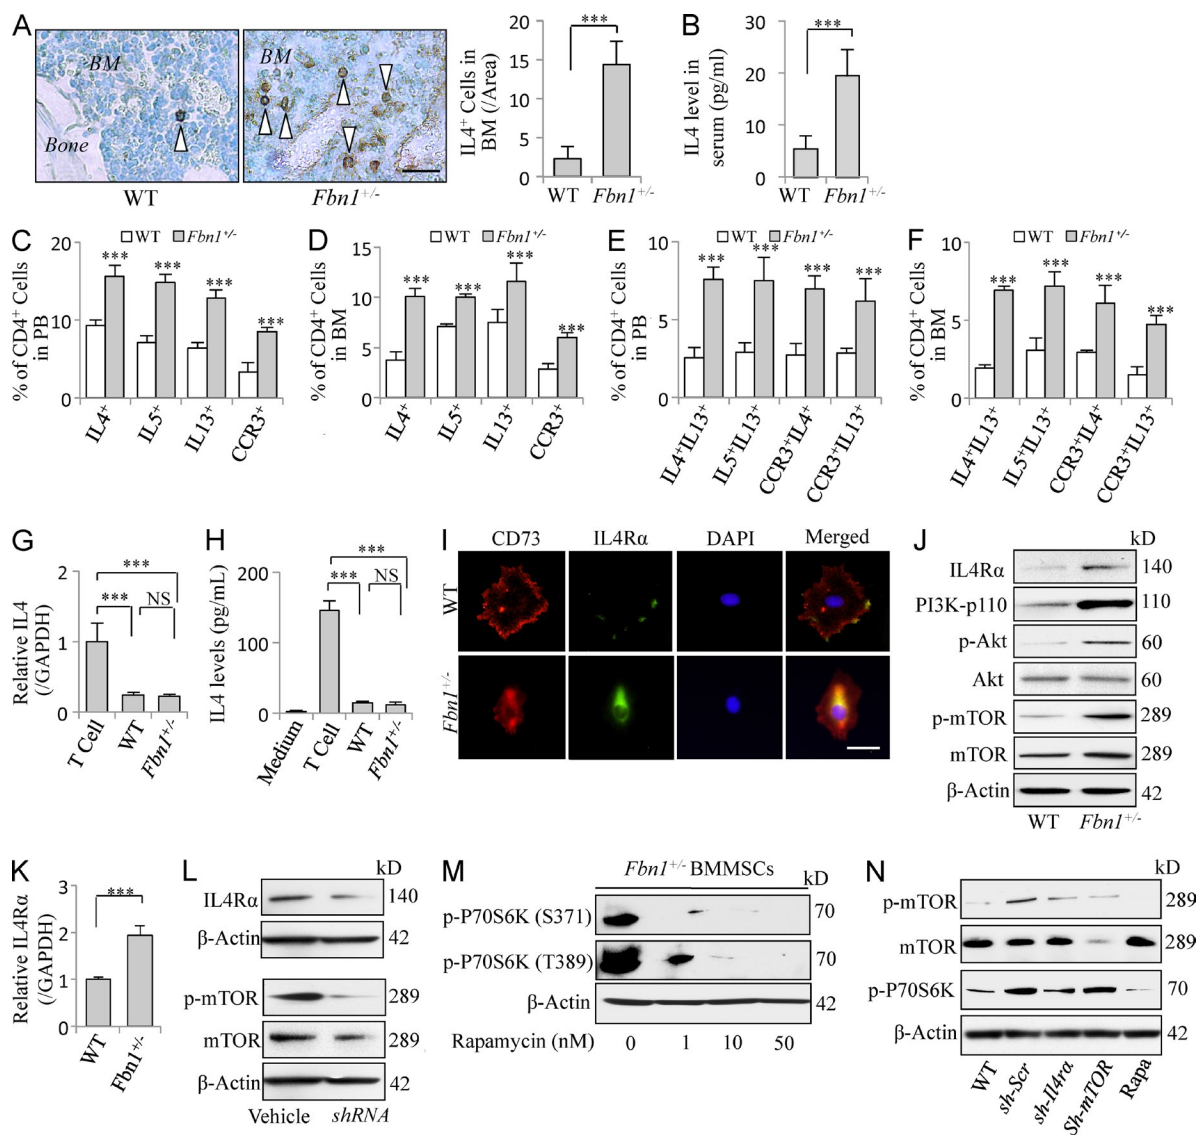 A
BM
Bone
WT
BM
Fbn1+/-
IL4+ Cells in
BM (/Area)
20
15
10
5
0
***
WT Fbn1+/-
B
IL4 level in
serum (pg/ml)
30
20
10
0
***
WT Fbn1+/-
C
WT Fbn1+/-
% of CD4+ Cells
in PB
20
10
0
*** *** *** ***
IL4+ IL5+ IL13+ CCR3+
D
WT Fbn1+/-
% of CD4+ Cells
in BM
15
10
5
0
*** *** *** ***
IL4+ IL5+ IL13+ CCR3+
E
WT Fbn1+/-
% of CD4+ Cells
in PB
10
5
0
*** *** *** ***
IL4+IL13+ IL5+IL13+ CCR3+IL4+ CCR3+IL13+
F
WT Fbn1+/-
% of CD4+ Cells
in BM
10
5
0
*** *** *** ***
IL4+IL13+ IL5+IL13+ CCR3+IL4+ CCR3+IL13+
G
Relative IL4
(/GAPDH)
2
1
0
***
*** NS
T Cell WT Fbn1+/-
H
IL4 levels (pg/mL)
200
100
0
***
*** NS
Medium T Cell WT Fbn1+/-
I
CD73 IL4Rα DAPI Merged
WT
Fbn1+/-
J
kD
IL4Rα 140
PI3K-p110 110
p-Akt 60
Akt 60
p-mTOR 289
mTOR 289
β-Actin 42
WT Fbn1+/-
K
Relative IL4Rα
(/GAPDH)
3
2
1
0
***
WT Fbn1+/-
L
kD
IL4Rα 140
β-Actin 42
p-mTOR 289
mTOR 289
β-Actin 42
Vehicle shRNA
M
Fbn1+/- BMMSCs
kD
p-P70S6K (S371) 70
p-P70S6K (T389) 70
β-Actin 42
Rapamycin (nM) 0 1 10 50
N
kD
p-mTOR 289
mTOR 289
p-P70S6K 70
β-Actin 42
WT sh-Scr sh-Il4rα Sh-mTOR Rapa